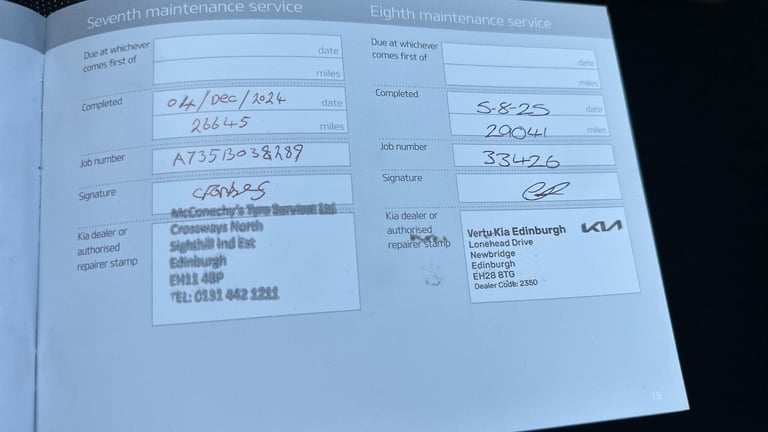 Seventh maintenance service
Due at whichever
comes first of
date
miles
Completed
04/Dec/2024
date
26645
miles
Job number
A735B038289
Signature
Kia dealer or
authorised
repairer stamp
McConechy's Tyre Services Ltd
Crossways North
Sighthill Ind Est
Edinburgh
EH11 4BP
TEL: 0131 442 1211
Eighth maintenance service
Due at whichever
comes first of
date
miles
Completed
5-8-25
date
29041
miles
Job number
33426
Signature
Kia dealer or
authorised
repairer stamp
Vertu Kia Edinburgh
KIA
Lonehead Drive
Newbridge
Edinburgh
EH28 8TG
Dealer Code: 2350
19